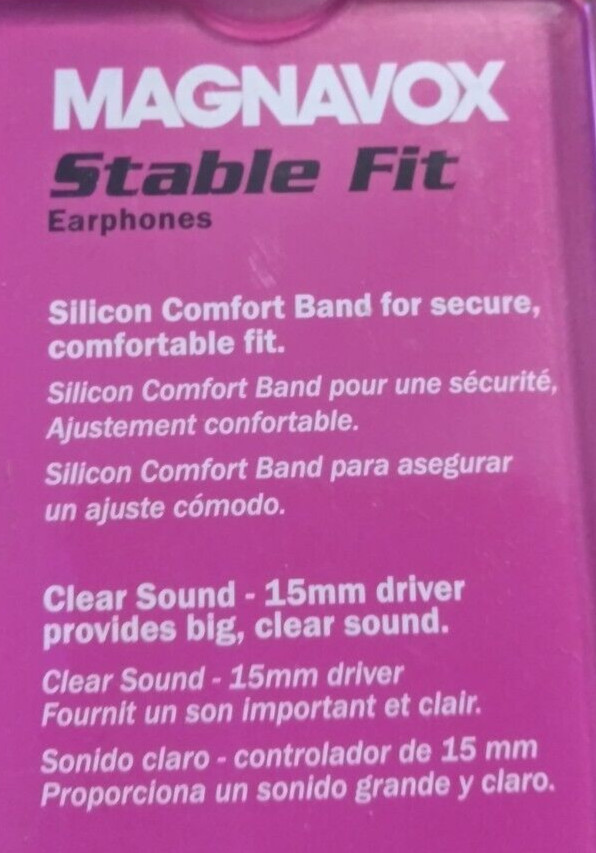 MAGNAVOX
Stable Fit
Earphones
Silicon Comfort Band for secure,
comfortable fit.
Silicon Comfort Band pour une sécurité,
Ajustement confortable.
Silicon Comfort Band para asegurar
un ajuste cómodo.
Clear Sound - 15mm driver
provides big, clear sound.
Clear Sound - 15mm driver
Fournit un son important et clair.
Sonido claro - controlador de 15 mm
Proporciona un sonido grande y claro.